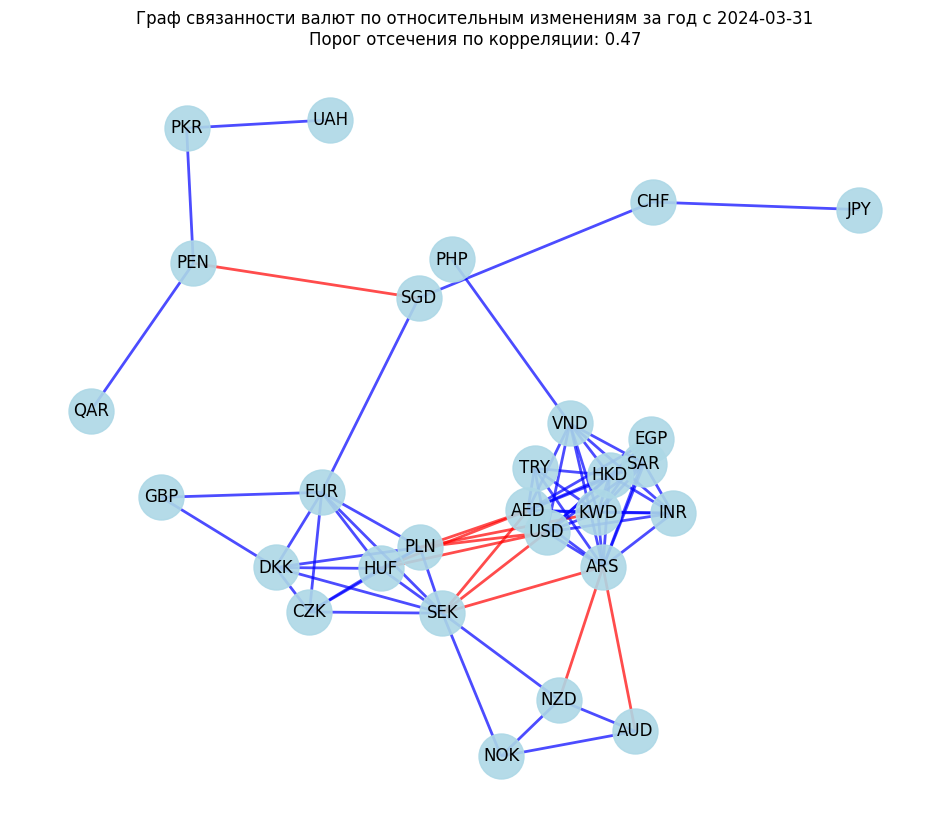 Граф связанности валют по относительным изменениям за год с 2024-03-31
Порог отсечения по корреляции: 0.47
UAH
PKR
CHF
JPY
PHP
PEN
SGD
QAR
VND
EGP
SAR
TRY
HKD
EUR
GBP
AED
KWD
INR
USD
PLN
DKK
HUF
ARS
CZK
SEK
NZD
AUD
NOK